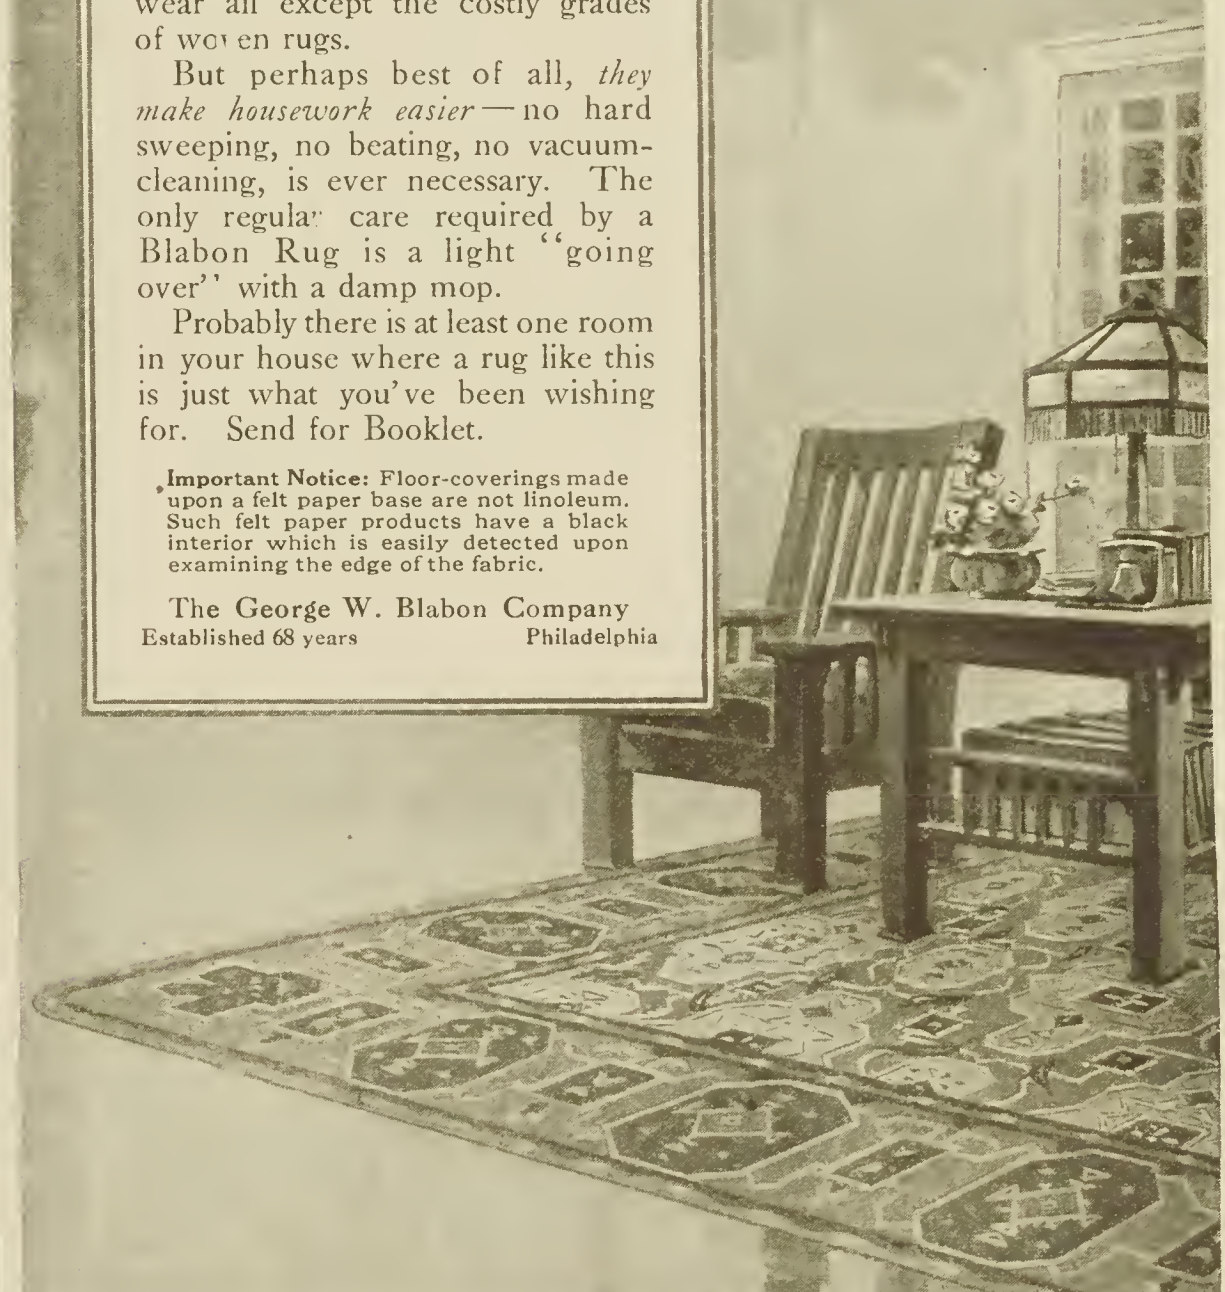 wear all except the costly grades
of woven rugs.
But perhaps best of all, they
make housework easier — no hard
sweeping, no beating, no vacuum-
cleaning, is ever necessary. The
only regular care required by a
Blabon Rug is a light “going
over” with a damp mop.
Probably there is at least one room
in your house where a rug like this
is just what you’ve been wishing
for. Send for Booklet.
Important Notice: Floor-coverings made
upon a felt paper base are not linoleum.
Such felt paper products have a black
interior which is easily detected upon
examining the edge of the fabric.
The George W. Blabon Company
Established 68 years Philadelphia